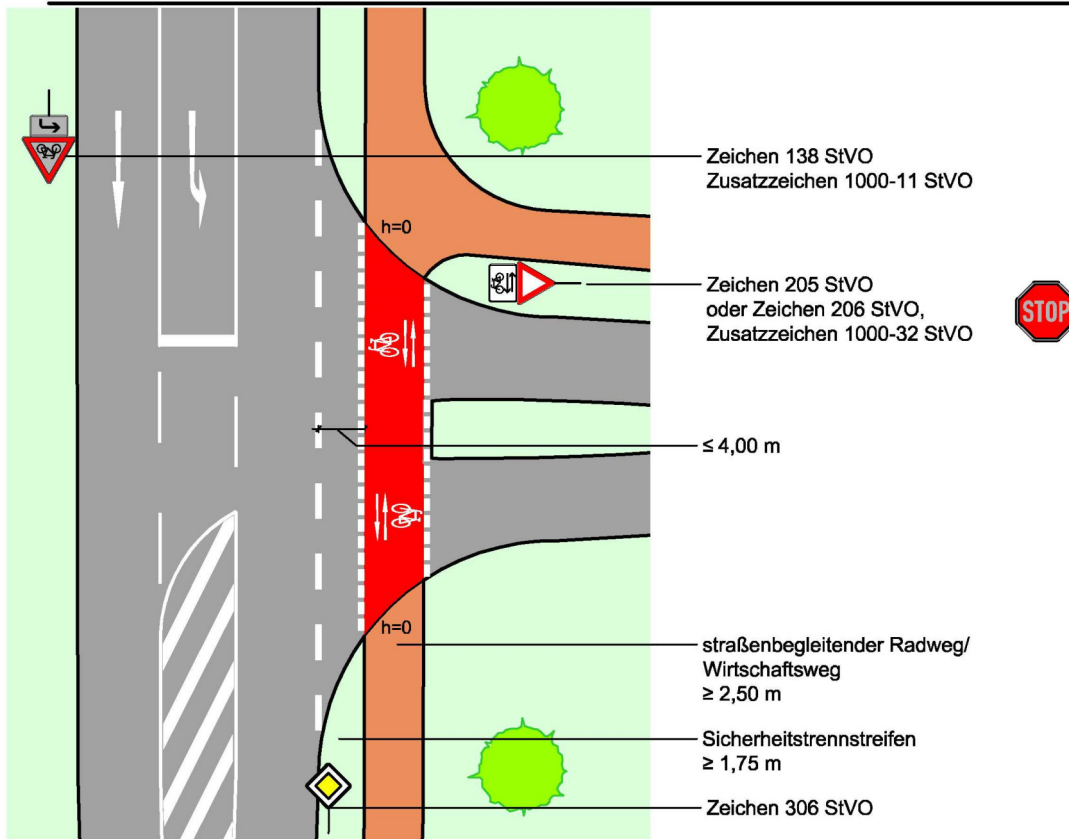 Zeichen 138 StVO
Zusatzzeichen 1000-11 StVO
h=0
Zeichen 205 StVO
oder Zeichen 206 StVO,
Zusatzzeichen 1000-32 StVO
STOP
≤ 4,00 m
h=0
straßenbegleitender Radweg/
Wirtschaftsweg
≥ 2,50 m
Sicherheitstrennstreifen
≥ 1,75 m
Zeichen 306 StVO